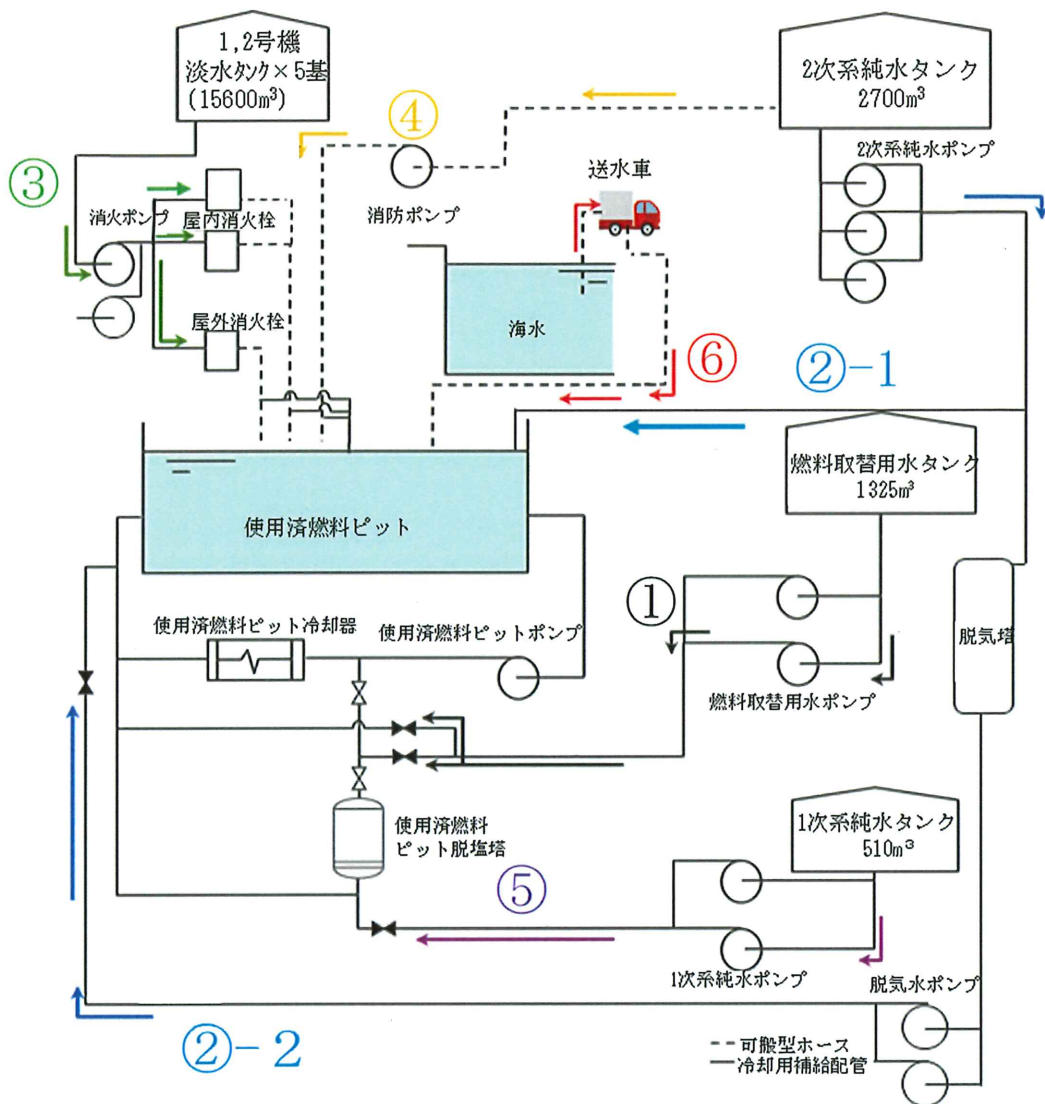 1,2号機
淡水タンク×5基
(15600m³)
2次系純水タンク
2700m³
④
2次系純水ポンプ
送水車
③
消火ポンプ
屋内消火栓
消防ポンプ
屋外消火栓
海水
⑥
②-1
燃料取替用水タンク
1325m³
使用済燃料ピット
①
使用済燃料ピット冷却器
使用済燃料ピットポンプ
脱気塔
燃料取替用水ポンプ
使用済燃料
ピット脱塩塔
1次系純水タンク
510m³
⑤
1次系純水ポンプ
脱気水ポンプ
②-2
可搬型ホース
冷却用補給配管